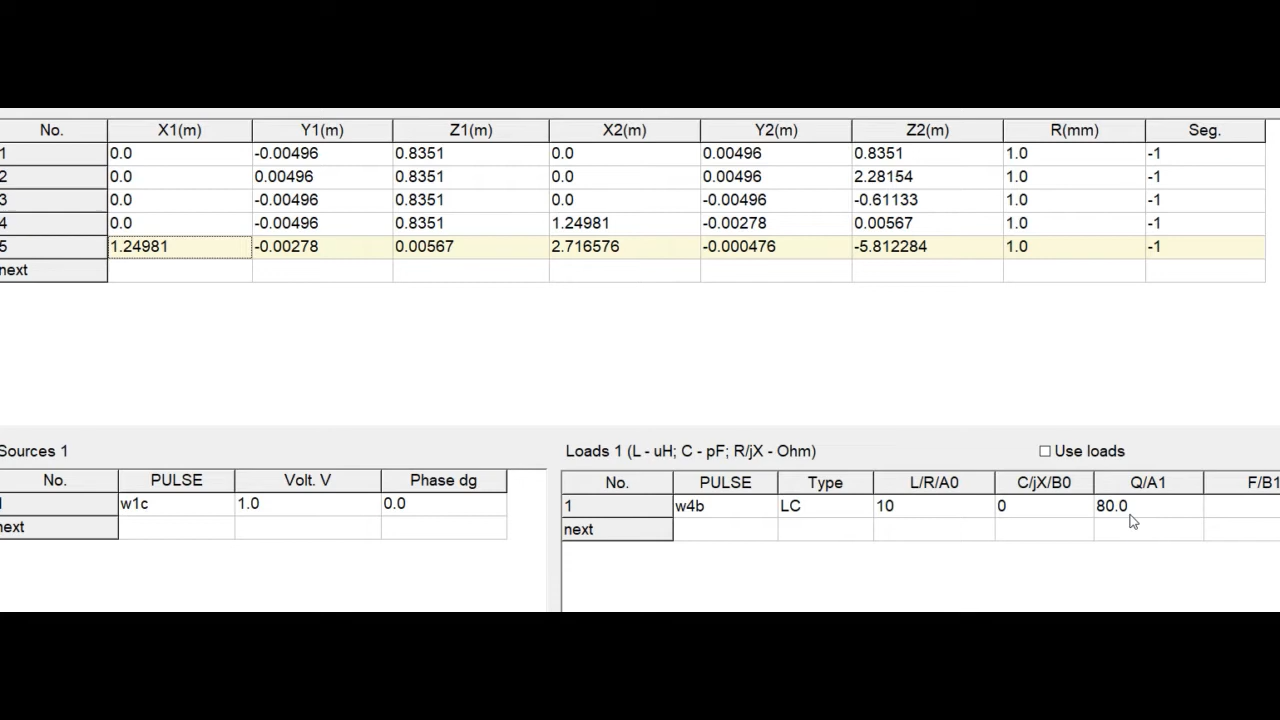 No. X1(m) Y1(m) Z1(m) X2(m) Y2(m) Z2(m) R(mm) Seg.
1 0.0 -0.00496 0.8351 0.0 0.00496 0.8351 1.0 -1
2 0.0 0.00496 0.8351 0.0 0.00496 2.28154 1.0 -1
3 0.0 -0.00496 0.8351 0.0 -0.00496 -0.61133 1.0 -1
4 0.0 -0.00496 0.8351 1.24981 -0.00278 0.00567 1.0 -1
5 1.24981 -0.00278 0.00567 2.716576 -0.000476 -5.812284 1.0 -1
next
Sources 1
No. PULSE Volt. V Phase dg
1 w1c 1.0 0.0
next
Loads 1 (L - uH; C - pF; R/jX - Ohm) Use loads
No. PULSE Type L/R/A0 C/jX/B0 Q/A1 F/B1
1 w4b LC 10 0 80.0
next